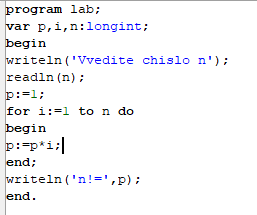 program lab;
var p,i,n:longint;
begin
writeln('Vvedite chislo n');
readln(n);
p:=1;
for i:=1 to n do
begin
p:=p*i;
end;
writeln('n!=',p);
end.